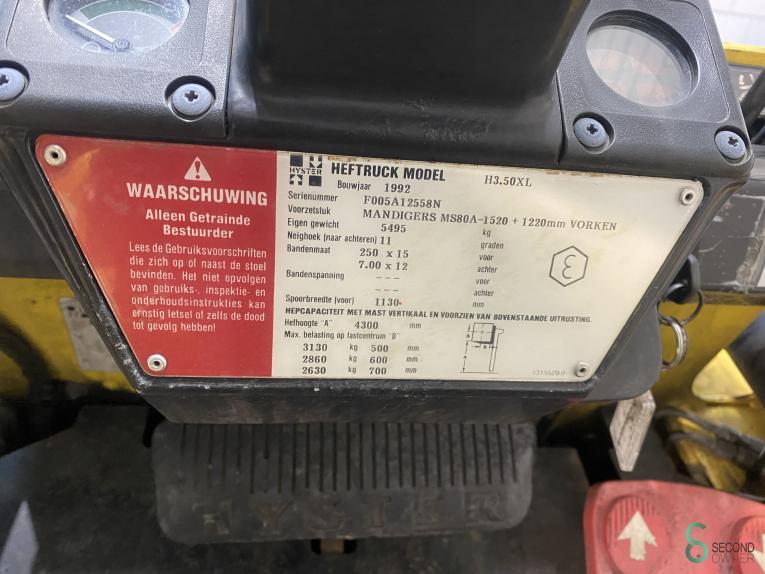 WAARSCHUWING
Alleen Getrainde
Bestuurder
Lees de Gebruiksvoorschriften
die zich op of naast de stoel
bevinden. Het niet opvolgen
van gebruiks-, inspektie- en
onderhoudsinstrukties kan
ernstig letsel of zelfs de dood
tot gevolg hebben!
HYSTER HEFTRUCK MODEL H3.50XL
Bouwjaar 1992
Serienummer F005A12558N
Voorzetstuk MANDIGERS MS80A-1520 + 1220mm VORKEN
Eigen gewicht 5495 kg
Neighoek (naar achteren) 11 graden
Bandenmaat 250 x 15 voor
7.00 x 12 achter
Bandenspanning --- voor
--- achter
Spoorbreedte (voor) 1130 mm
HEFCAPACITEIT MET MAST VERTIKAAL EN VOORZIEN VAN BOVENSTAANDE UITRUSTING.
Hefhoogte "A" 4300 mm
Max. belasting op lastcentrum "B"
3130 kg 500 mm
2860 kg 600 mm
2630 kg 700 mm
1315529-0
HYSTER
SECOND
OWNER